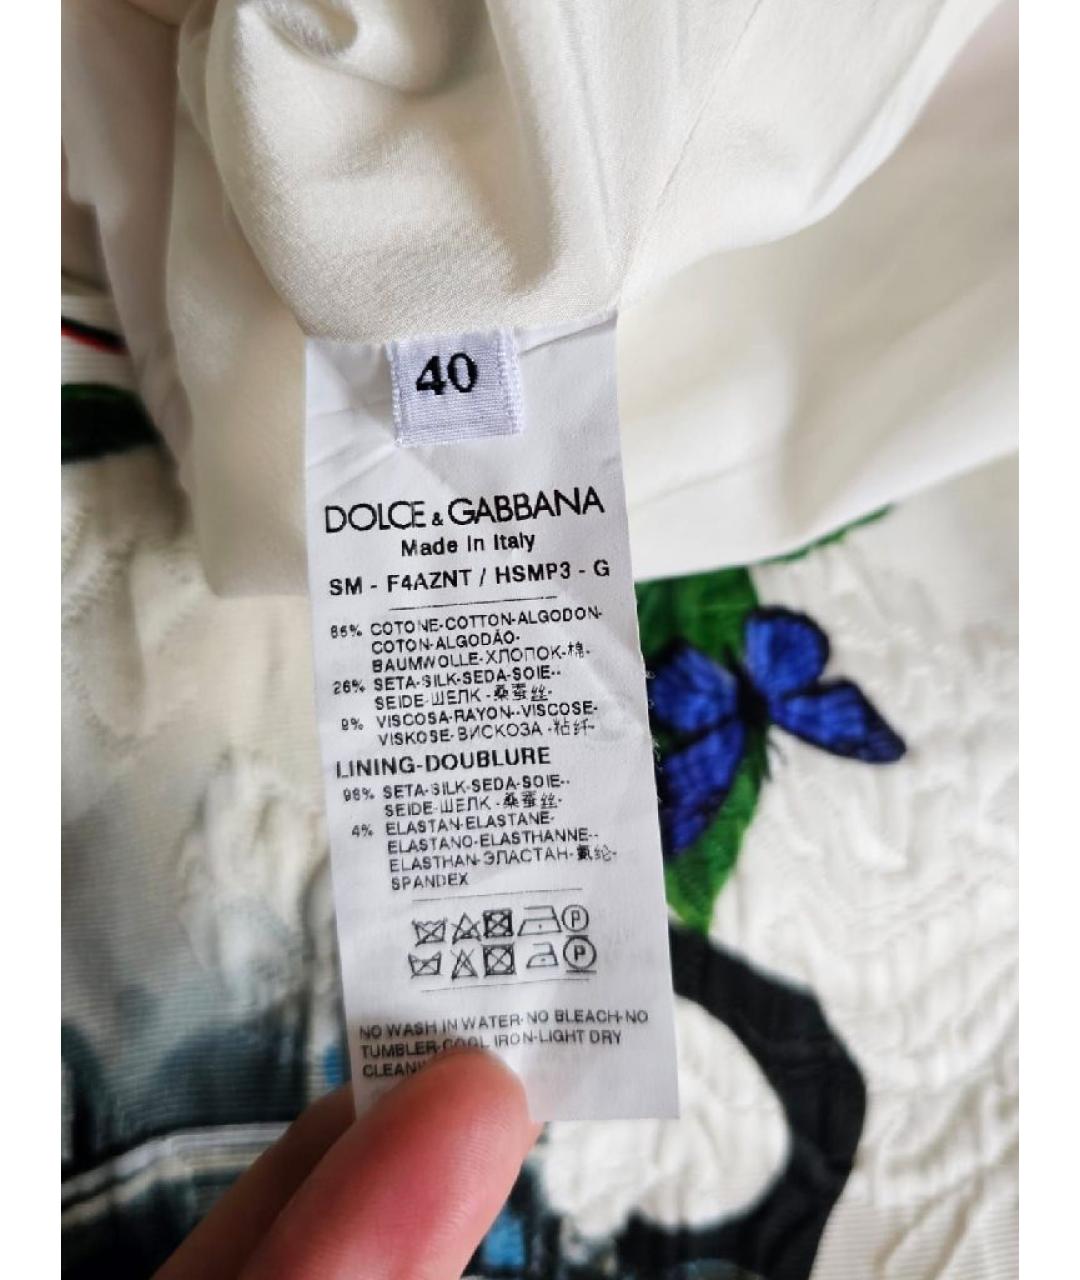 40
DOLCE & GABBANA
Made in Italy
SM - F4AZNT / HSMP3 - G
65% COTONE-COTTON-ALGODON-
COTON-ALGODÃO-
BAUMWOLLE-ХЛОПОК-棉-
26% SETA-SILK-SEDA-SOIE--
SEIDE-ШЕЛК -桑蚕丝-
9% VISCOSA-RAYON--VISCOSE-
VISKOSE-ВИСКОЗА -粘纤-
LINING-DOUBLURE
96% SETA-SILK-SEDA-SOIE--
SEIDE-ШЕЛК -桑蚕丝-
4% ELASTAN-ELASTANE-
ELASTANO-ELASTHANNE--
ELASTHAN-ЭЛАСТАН-氨纶-
SPANDEX
P
P
NO WASH IN WATER-NO BLEACH-NO
TUMBLER-COOL IRON-LIGHT DRY